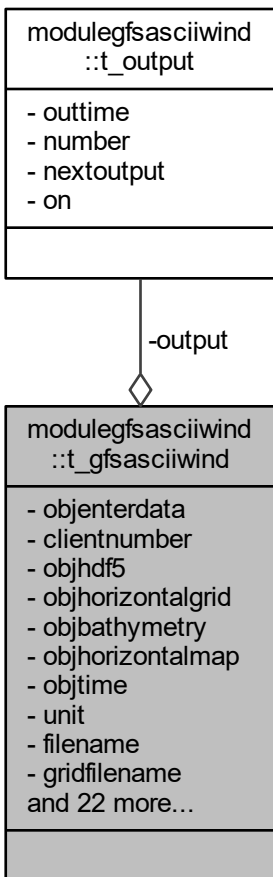 modulegfsasciiwind
::t_output
- outtime
- number
- nextoutput
- on
-output
modulegfsasciiwind
::t_gfsasciiwind
- objenterdata
- clientnumber
- objhdf5
- objhorizontalgrid
- objbathymetry
- objhorizontalmap
- objtime
- unit
- filename
- gridfilename
and 22 more...